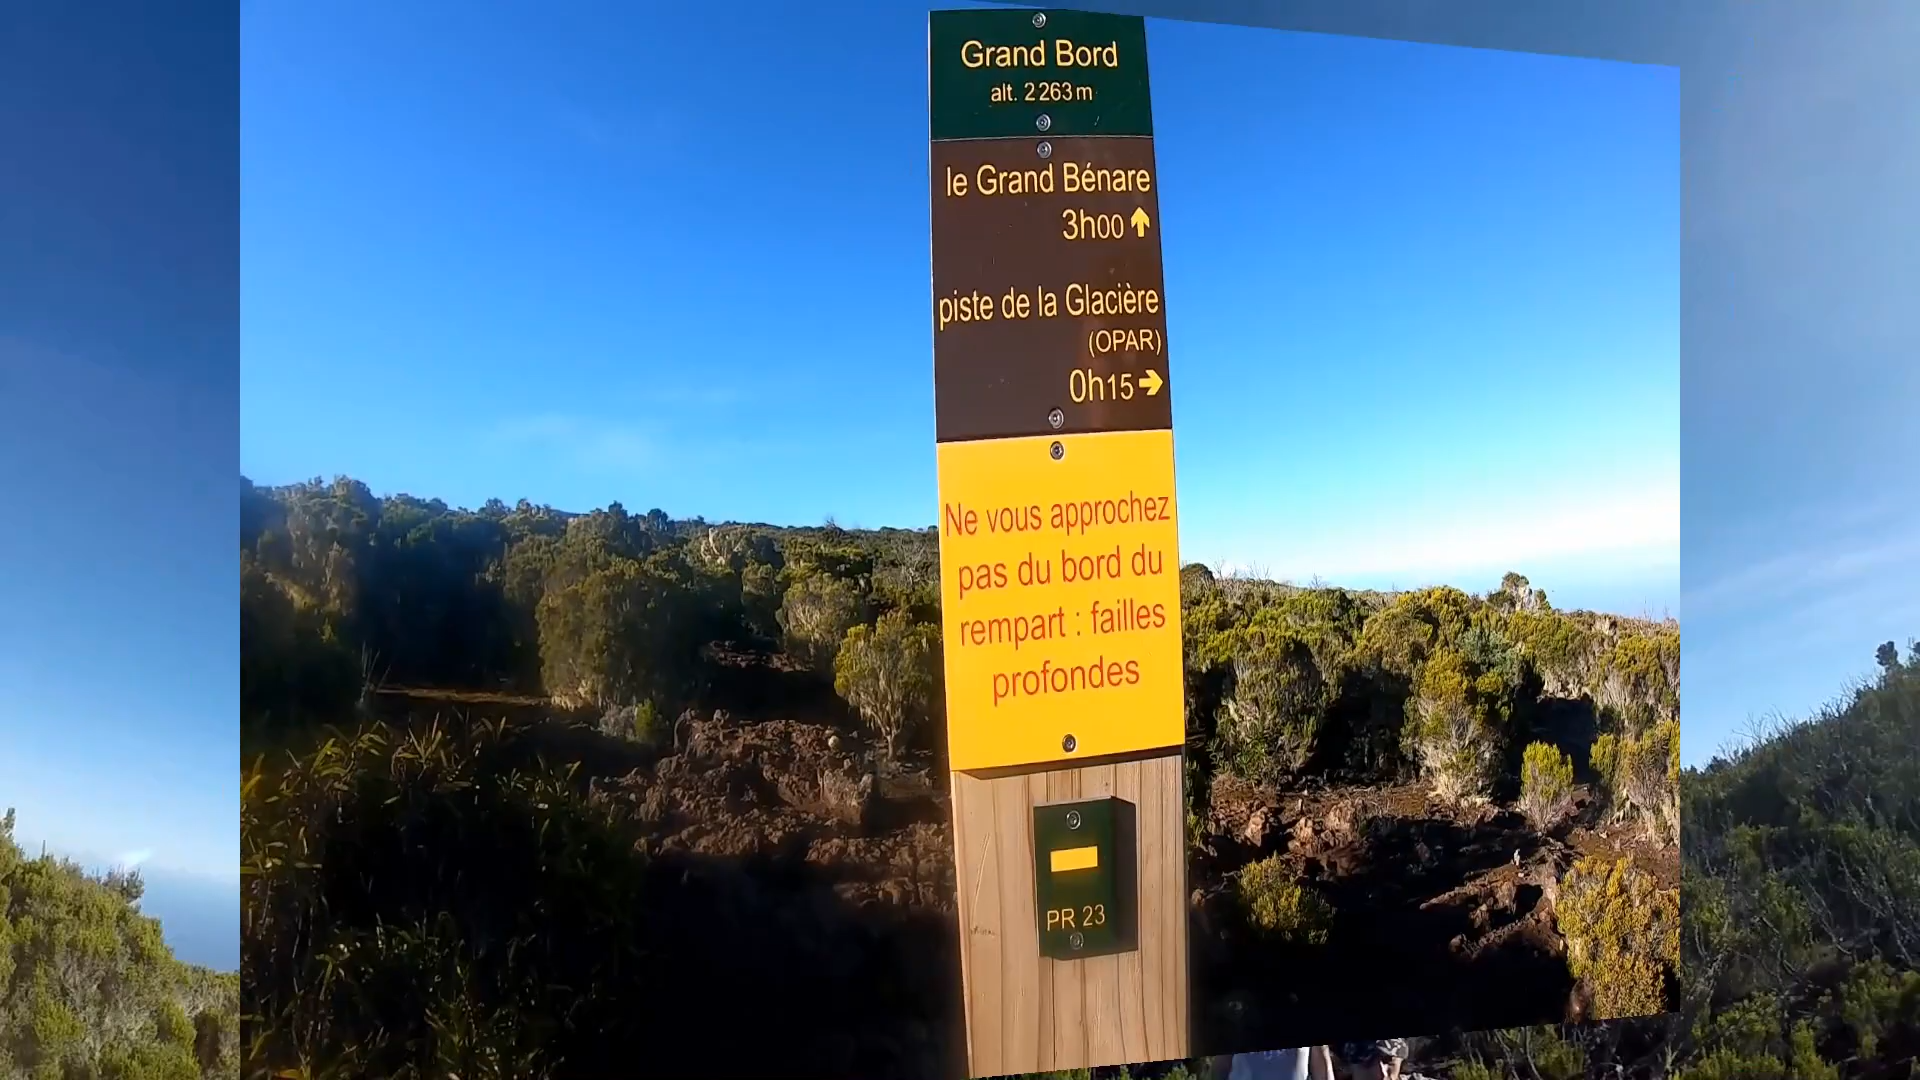 Grand Bord
alt. 2 263 m
le Grand Bénare
3h00 ↑
piste de la Glacière
(OPAR)
0h15 →
Ne vous approchez
pas du bord du
rempart : failles
profondes
PR 23